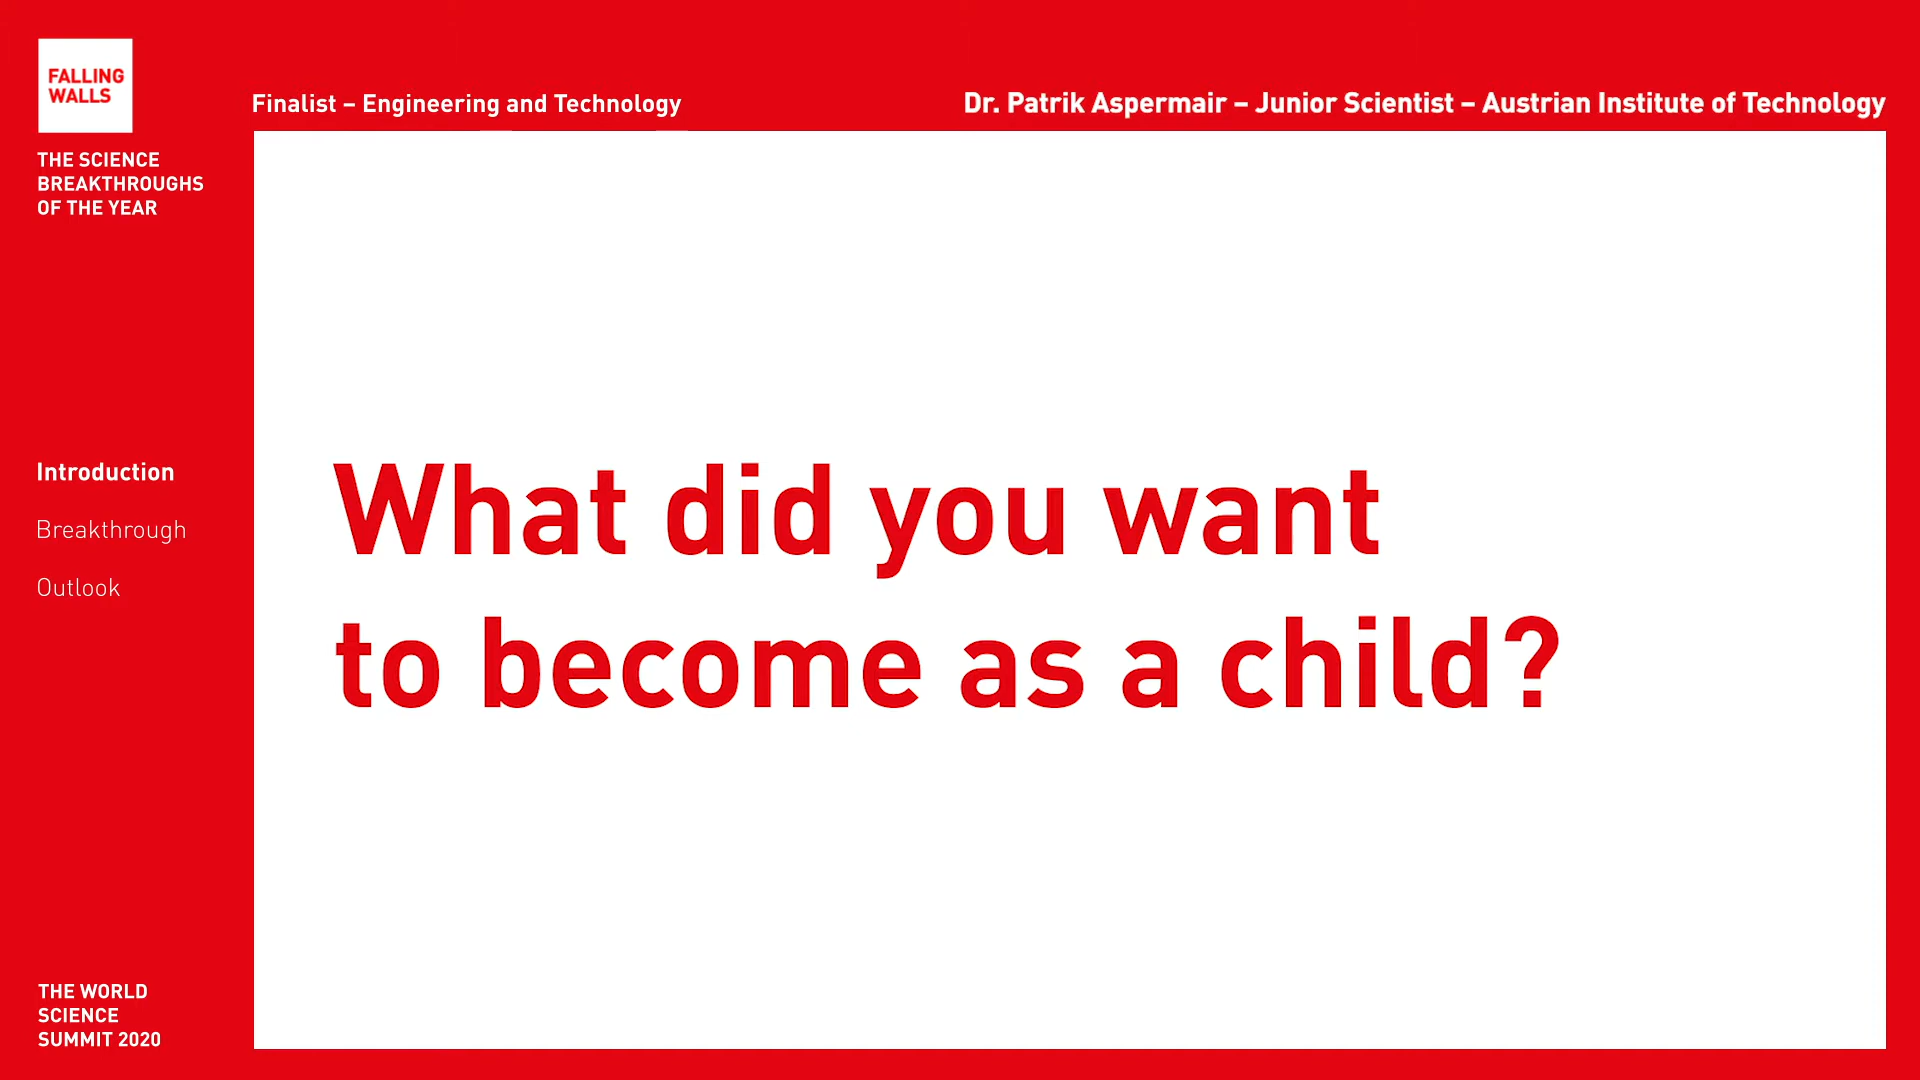 FALLING
WALLS
THE SCIENCE
BREAKTHROUGHS
OF THE YEAR
Finalist – Engineering and Technology
Dr. Patrik Aspermair – Junior Scientist – Austrian Institute of Technology
Introduction
Breakthrough
Outlook
What did you want
to become as a child?
THE WORLD
SCIENCE
SUMMIT 2020